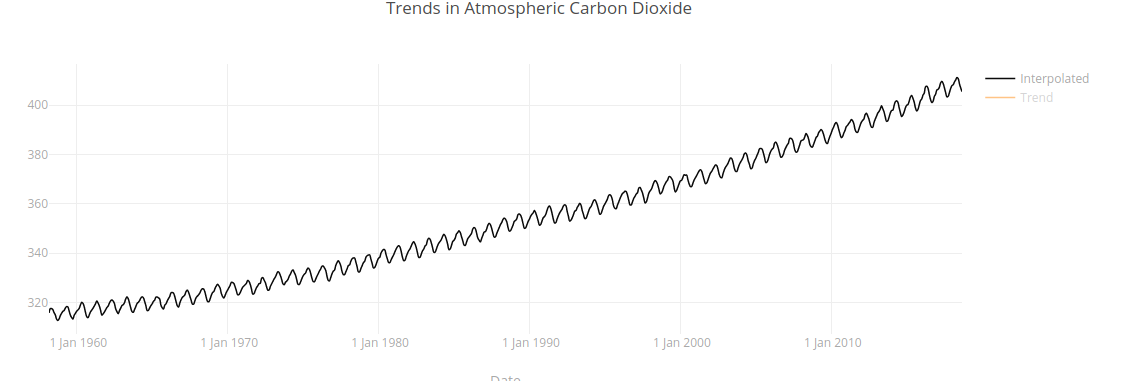 Trends in Atmospheric Carbon Dioxide
Interpolated
Trend
400
380
360
340
320
1 Jan 1960 1 Jan 1970 1 Jan 1980 1 Jan 1990 1 Jan 2000 1 Jan 2010
Date